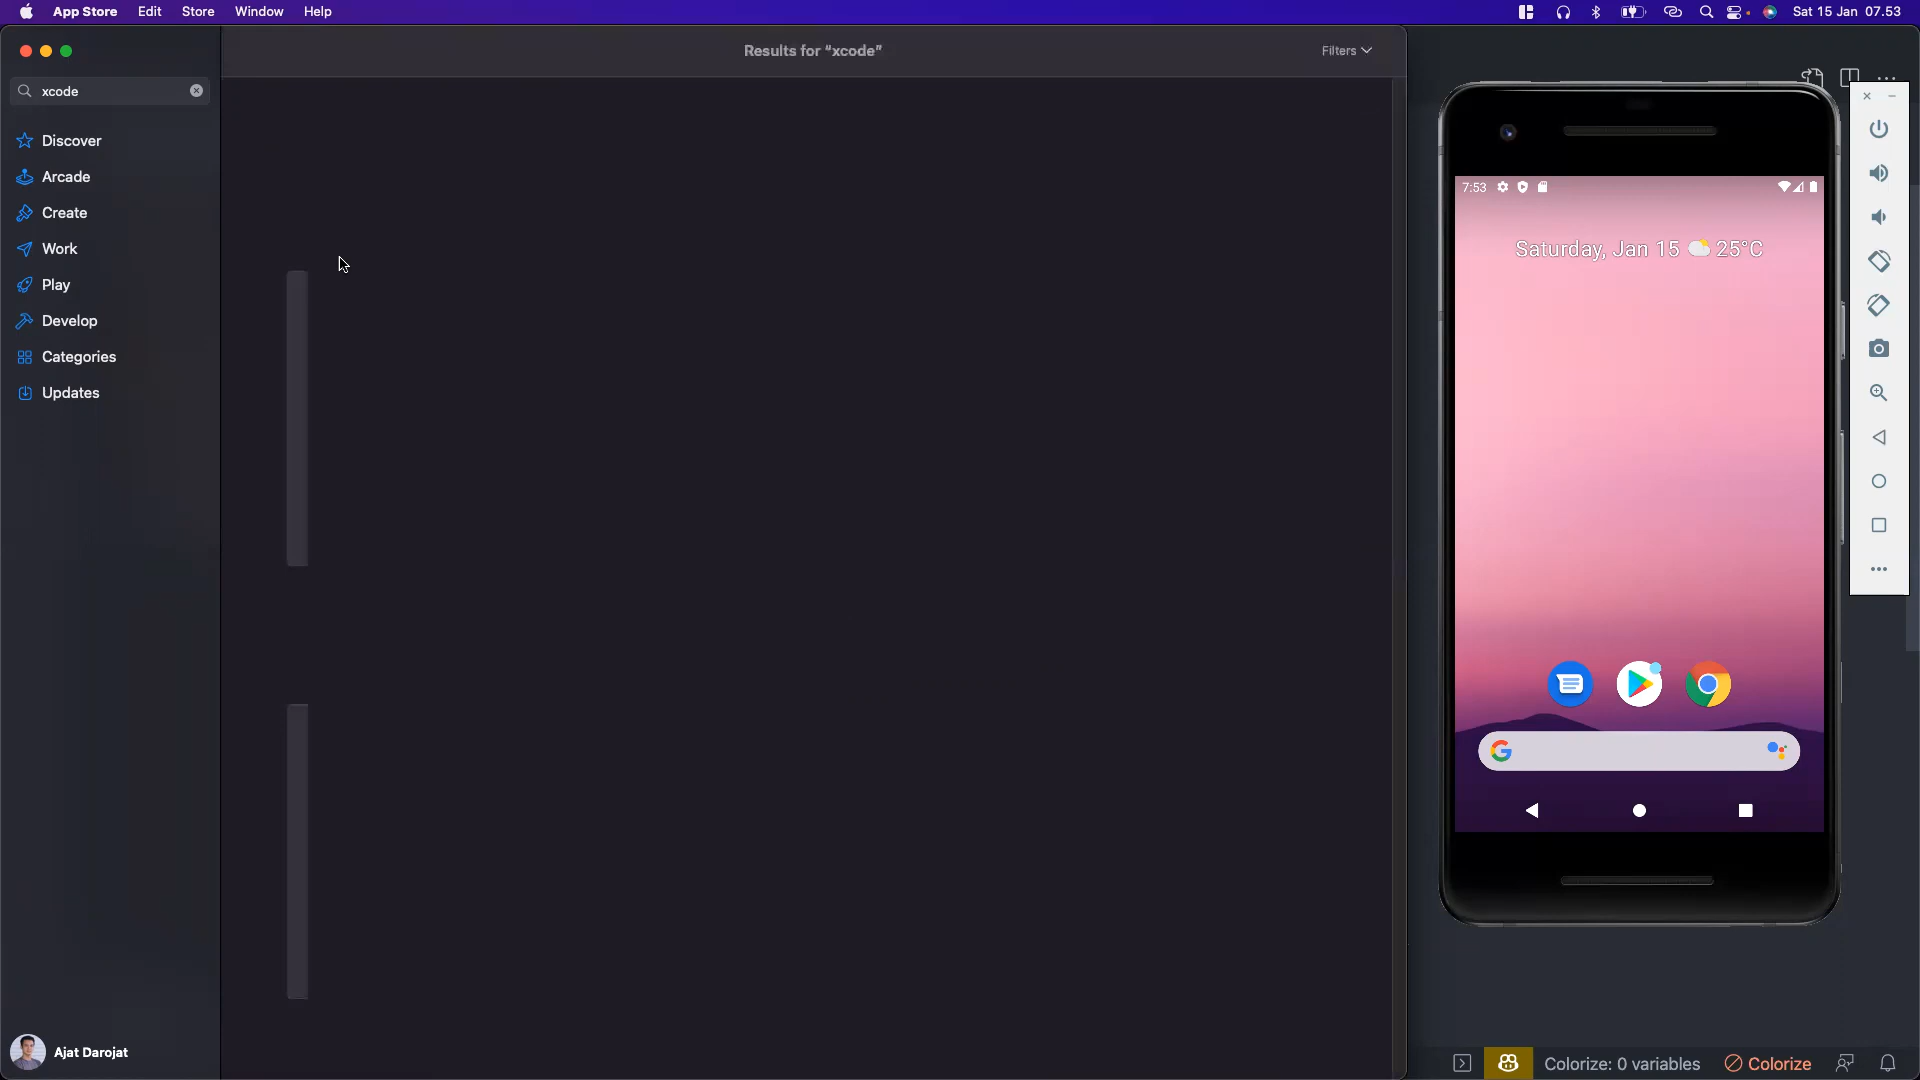 App Store Edit Store Window Help
Sat 15 Jan 07.53
Results for “xcode”
Filters
xcode
Discover
Arcade
Create
Work
Play
Develop
Categories
Updates
Ajat Darojat
7:53
Saturday, Jan 15 25°C
Colorize: 0 variables Colorize